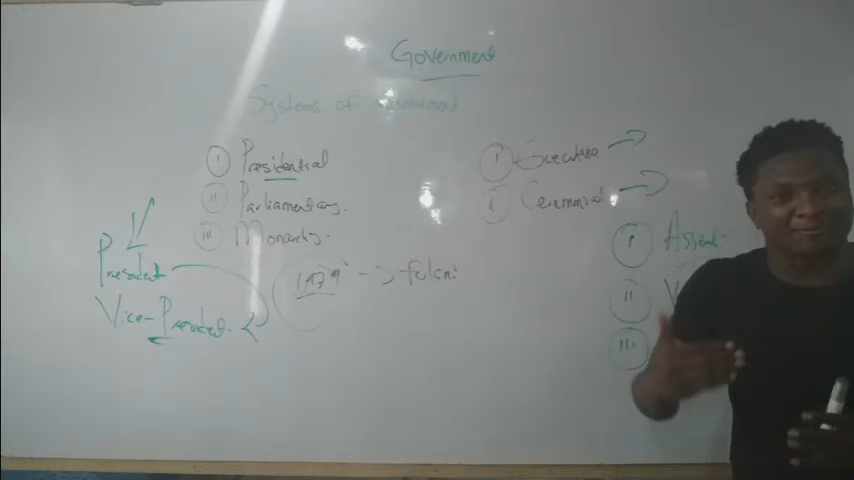 Government
Systems of Government
I Presidential
II Parliamentary.
III Monarchy.
President
Vice-President.
1979
I Executive
II Ceremonial
I Assent
II V
III